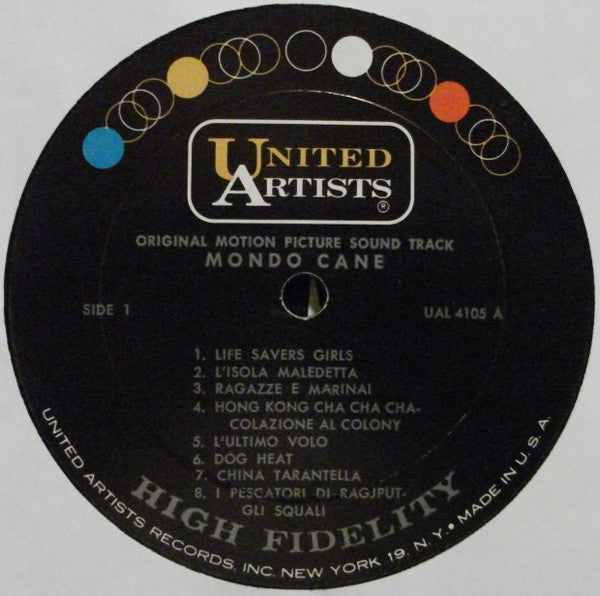 UNITED
ARTISTS
®
ORIGINAL MOTION PICTURE SOUND TRACK
MONDO CANE
SIDE 1
UAL 4105 A
1. LIFE SAVERS GIRLS
2. L'ISOLA MALEDETTA
3. RAGAZZE E MARINAI
4. HONG KONG CHA CHA CHA-
COLAZIONE AL COLONY
5. L'ULTIMO VOLO
6. DOG HEAT
7. CHINA TARANTELLA
8. I PESCATORI DI RAGJPUT-
GLI SQUALI
HIGH FIDELITY
UNITED ARTISTS RECORDS, INC. NEW YORK 19, N.Y. • MADE IN U.S.A.